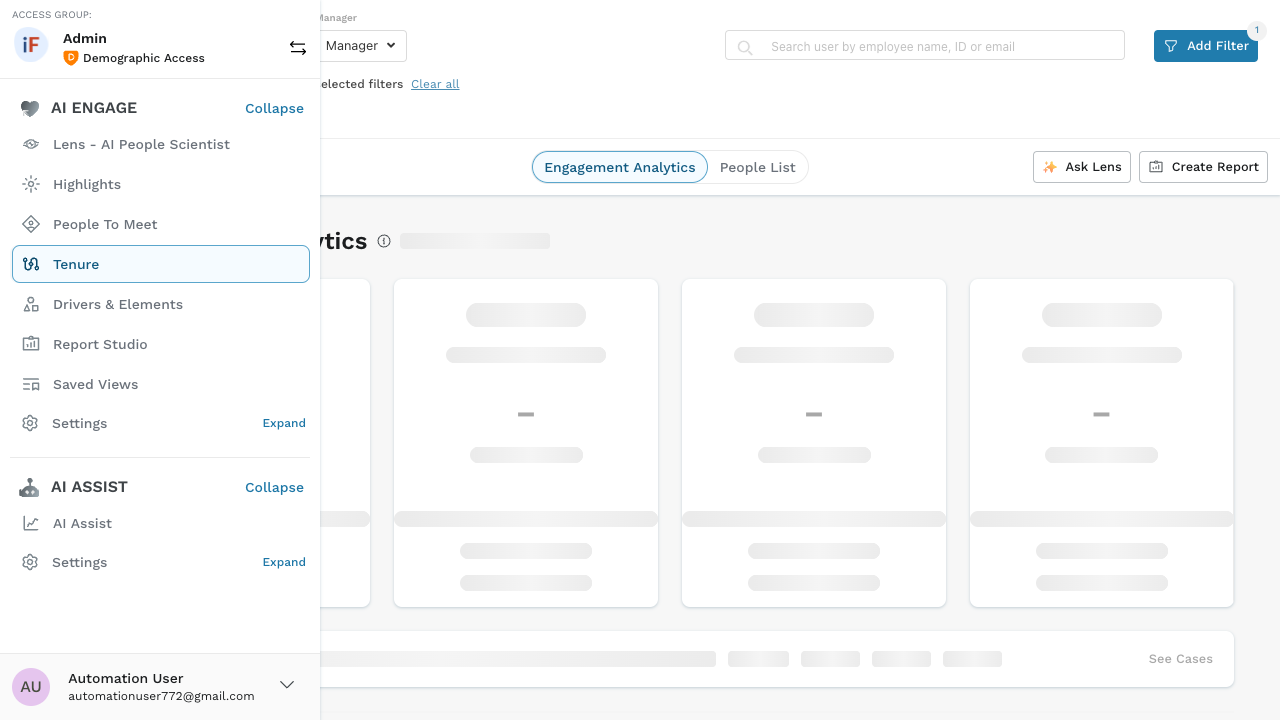 ACCESS GROUP:
iF
Admin
Demographic Access
AI ENGAGE
Collapse
Lens - AI People Scientist
Highlights
People To Meet
Tenure
Drivers & Elements
Report Studio
Saved Views
Settings
Expand
AI ASSIST
Collapse
AI Assist
Settings
Expand
AU
Automation User
automationuser772@gmail.com
Manager
Manager
Search user by employee name, ID or email
Add Filter
1
elected filters
Clear all
Engagement Analytics
People List
Ask Lens
Create Report
ytics
–
–
–
See Cases